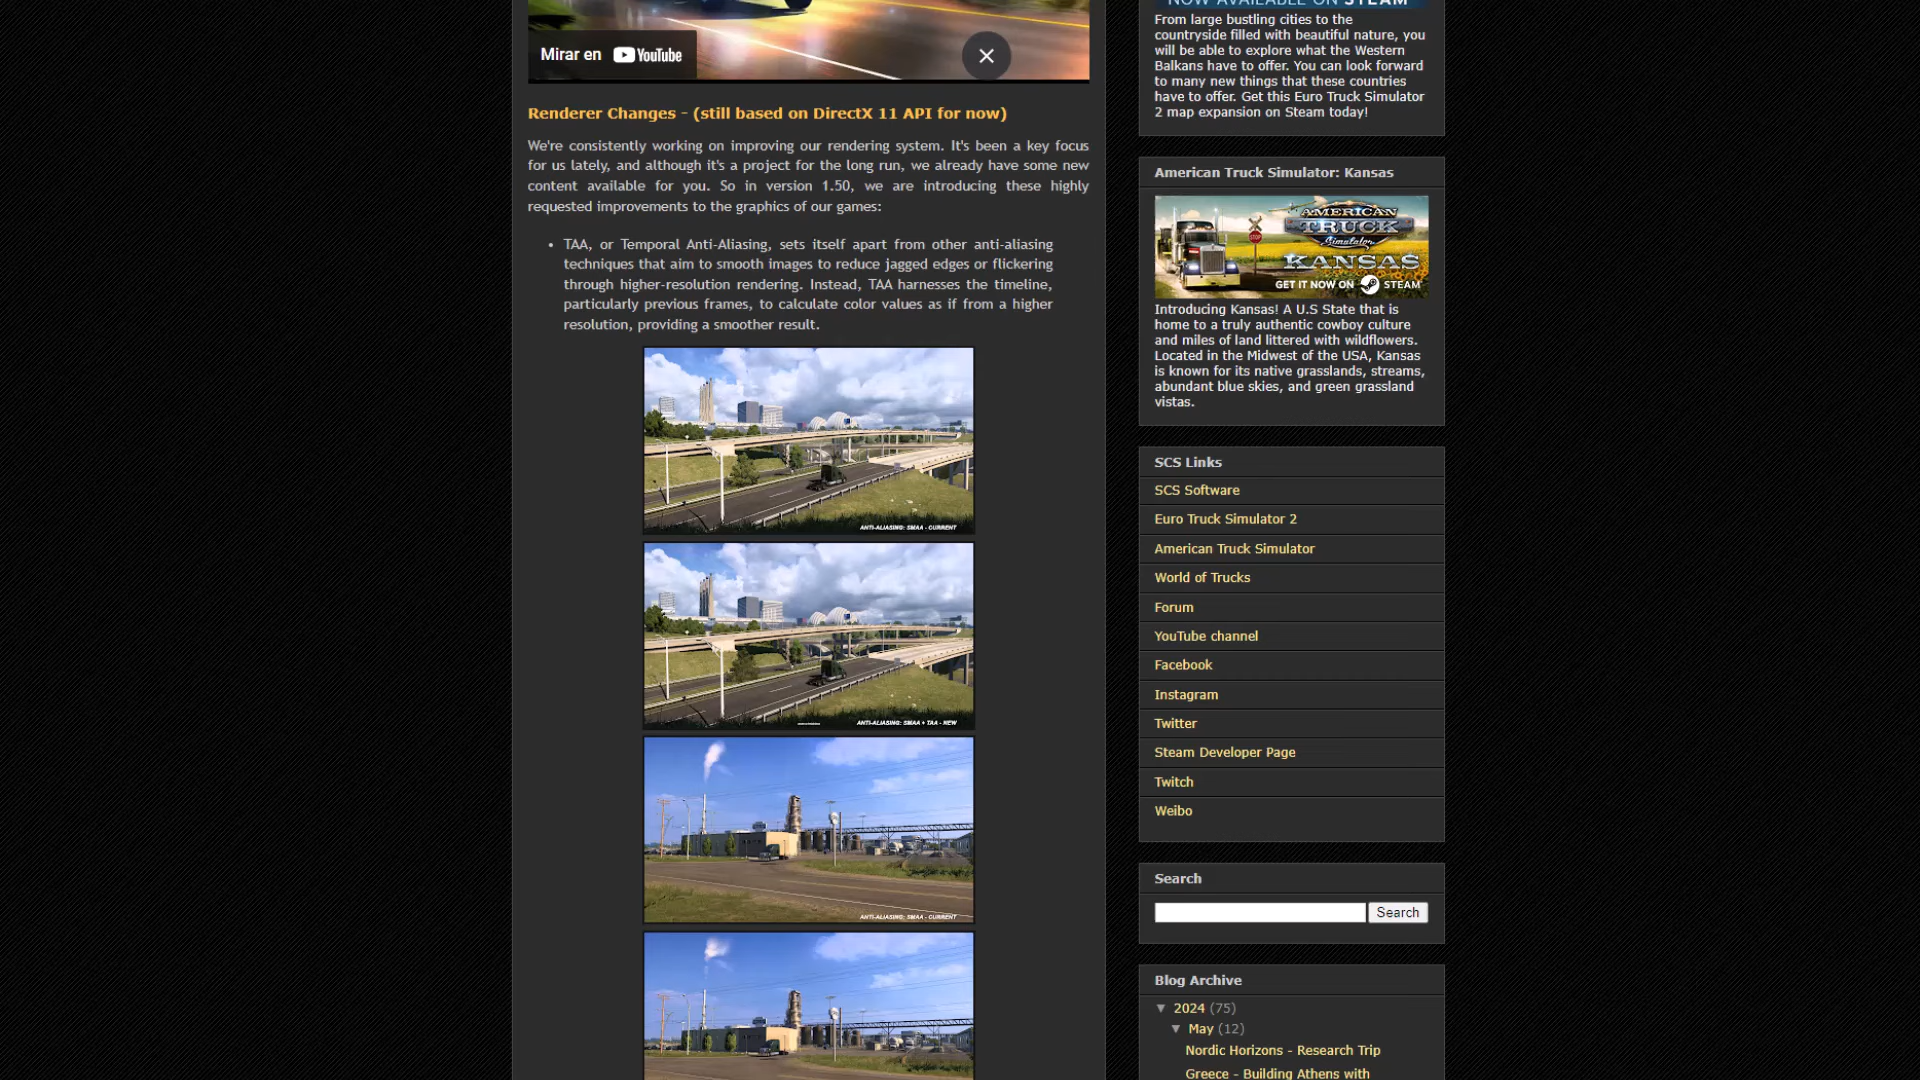 Mirar en YouTube
Renderer Changes - (still based on DirectX 11 API for now)
We're consistently working on improving our rendering system. It's been a key focus
for us lately, and although it's a project for the long run, we already have some new
content available for you. So in version 1.50, we are introducing these highly
requested improvements to the graphics of our games:
• TAA, or Temporal Anti-Aliasing, sets itself apart from other anti-aliasing
techniques that aim to smooth images to reduce jagged edges or flickering
through higher-resolution rendering. Instead, TAA harnesses the timeline,
particularly previous frames, to calculate color values as if from a higher
resolution, providing a smoother result.
ANTI-ALIASING: SMAA - CURRENT
ANTI-ALIASING: SMAA + TAA - NEW
ANTI-ALIASING: SMAA - CURRENT
NOW AVAILABLE ON STEAM
From large bustling cities to the
countryside filled with beautiful nature, you
will be able to explore what the Western
Balkans have to offer. You can look forward
to many new things that these countries
have to offer. Get this Euro Truck Simulator
2 map expansion on Steam today!
American Truck Simulator: Kansas
AMERICAN
TRUCK
Simulator
KANSAS
GET IT NOW ON STEAM
Introducing Kansas! A U.S State that is
home to a truly authentic cowboy culture
and miles of land littered with wildflowers.
Located in the Midwest of the USA, Kansas
is known for its native grasslands, streams,
abundant blue skies, and green grassland
vistas.
SCS Links
SCS Software
Euro Truck Simulator 2
American Truck Simulator
World of Trucks
Forum
YouTube channel
Facebook
Instagram
Twitter
Steam Developer Page
Twitch
Weibo
Search
Search
Blog Archive
▼ 2024 (75)
▼ May (12)
Nordic Horizons - Research Trip
Greece - Building Athens with